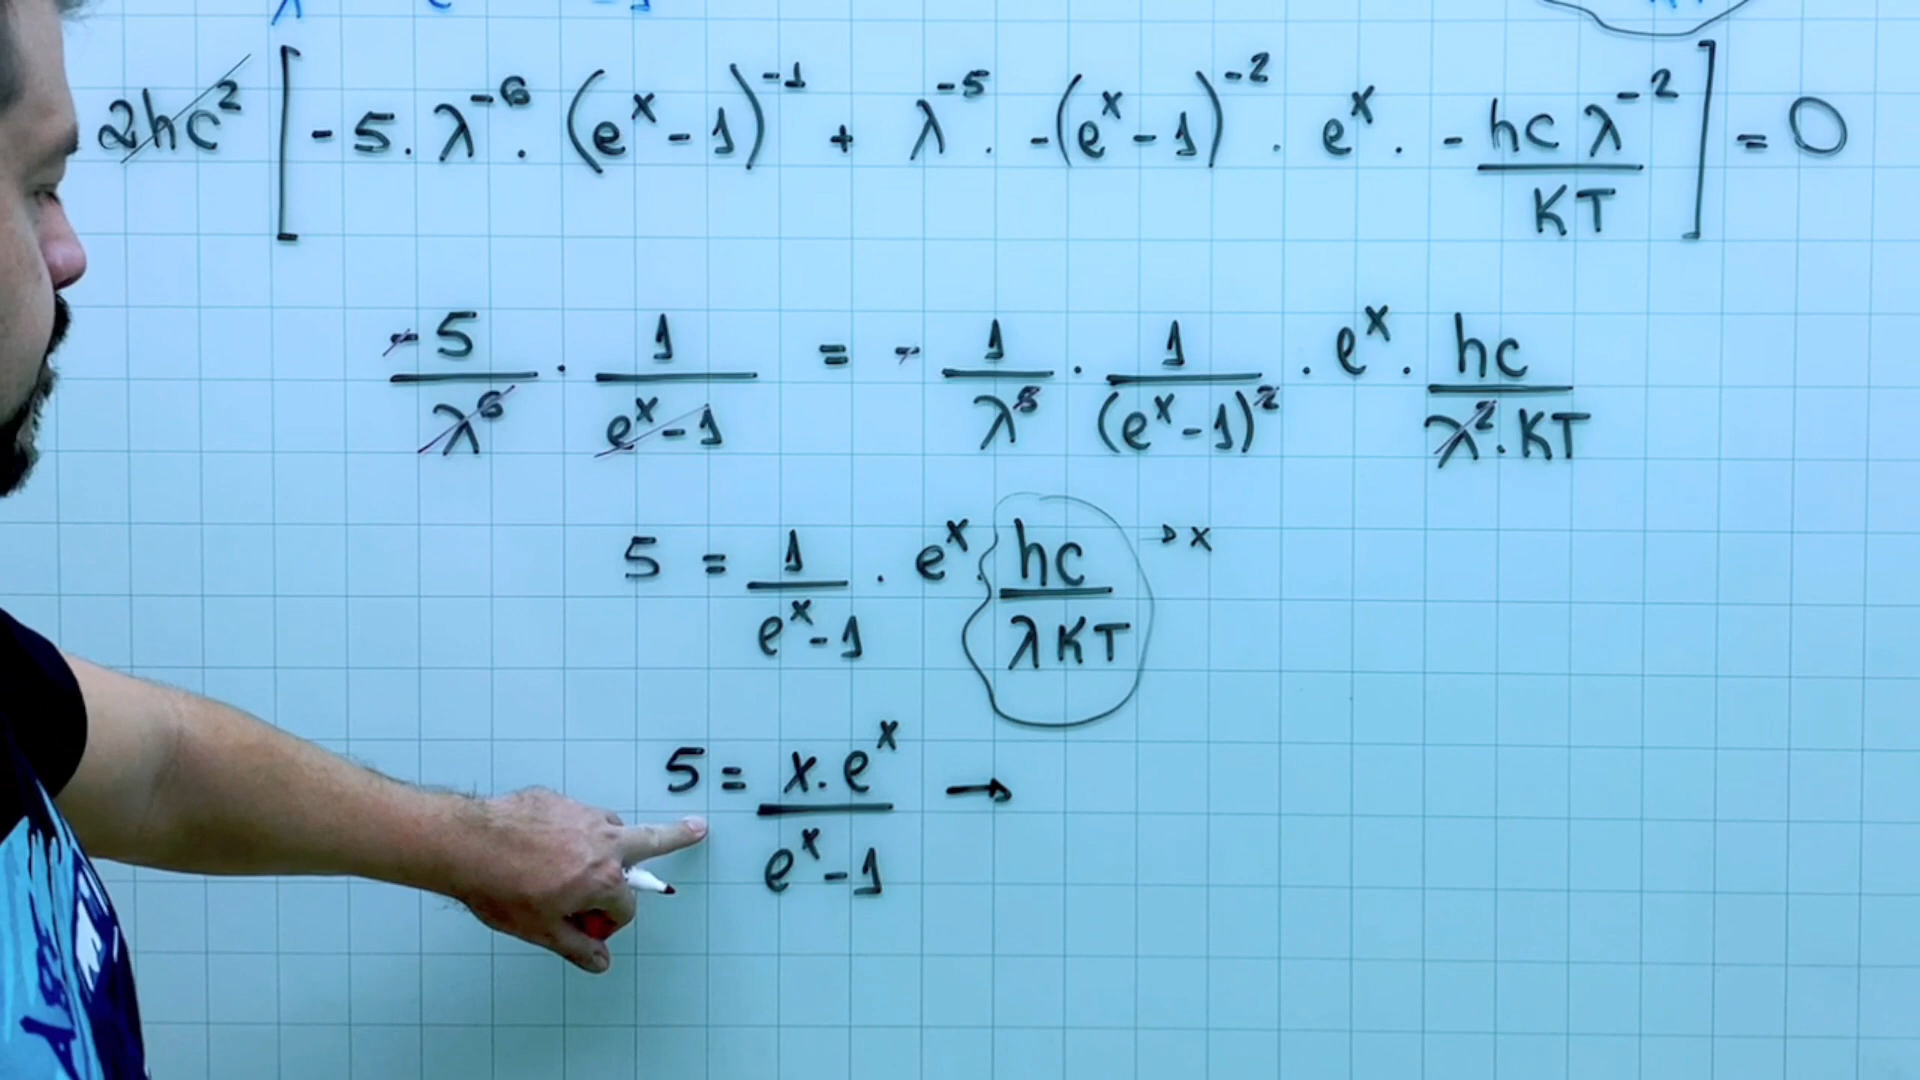 2hc² [ -5 · λ⁻⁶ · (eˣ - 1)⁻¹ + λ⁻⁵ · -(eˣ - 1)⁻² · eˣ · - hc λ⁻² / KT ] = 0
-5 / λ⁶ · 1 / eˣ - 1 = - 1 / λ⁵ · 1 / (eˣ - 1)² · eˣ · hc / λ² · KT
5 = 1 / eˣ - 1 · eˣ · hc / λKT → x
5 = x · eˣ / eˣ - 1 →